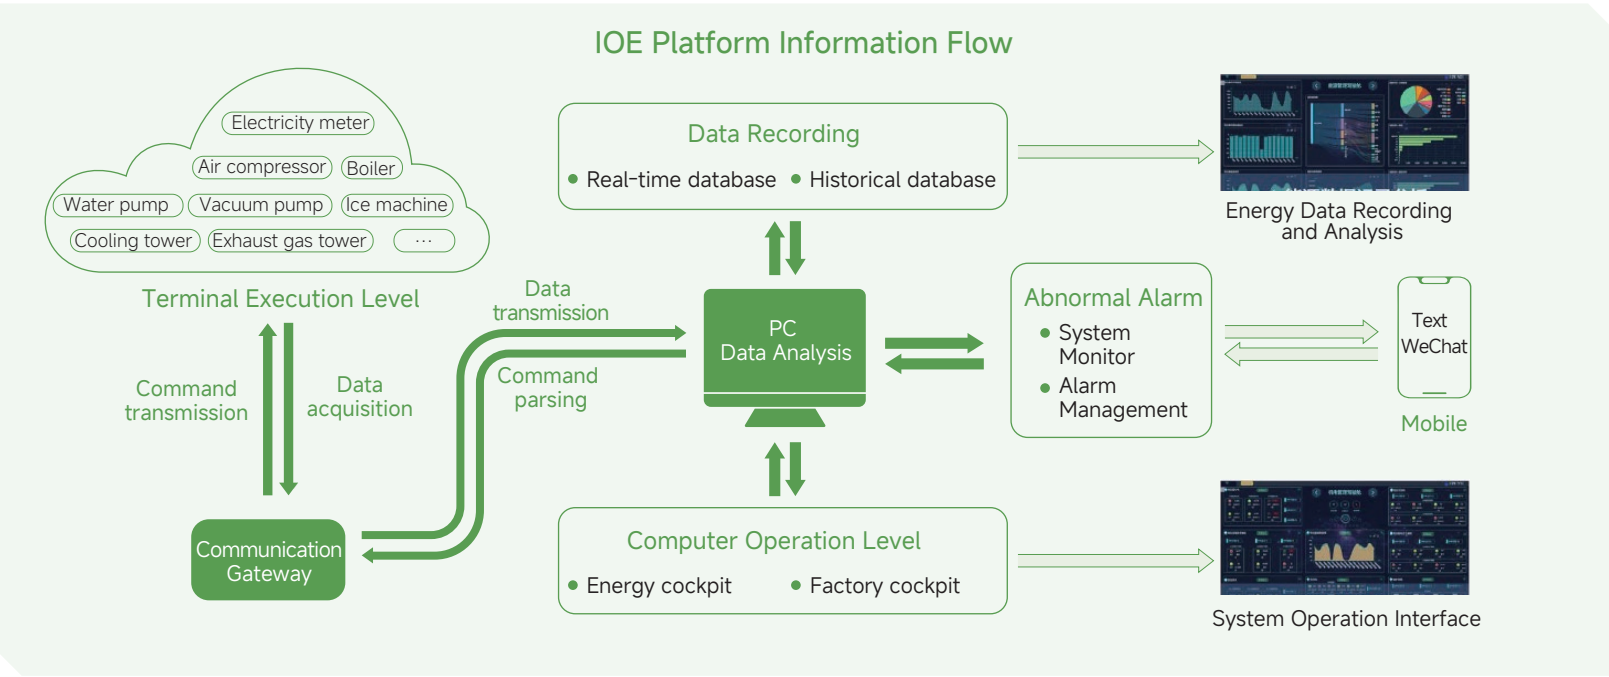 IOE Platform Information Flow
Electricity meter
Air compressor
Boiler
Water pump
Vacuum pump
Ice machine
Cooling tower
Exhaust gas tower
...
Terminal Execution Level
Command
transmission
Data
acquisition
Communication
Gateway
Data
transmission
Command
parsing
Data Recording
• Real-time database
• Historical database
PC
Data Analysis
Computer Operation Level
• Energy cockpit
• Factory cockpit
Abnormal Alarm
• System
Monitor
• Alarm
Management
Energy Data Recording
and Analysis
Text
WeChat
Mobile
System Operation Interface